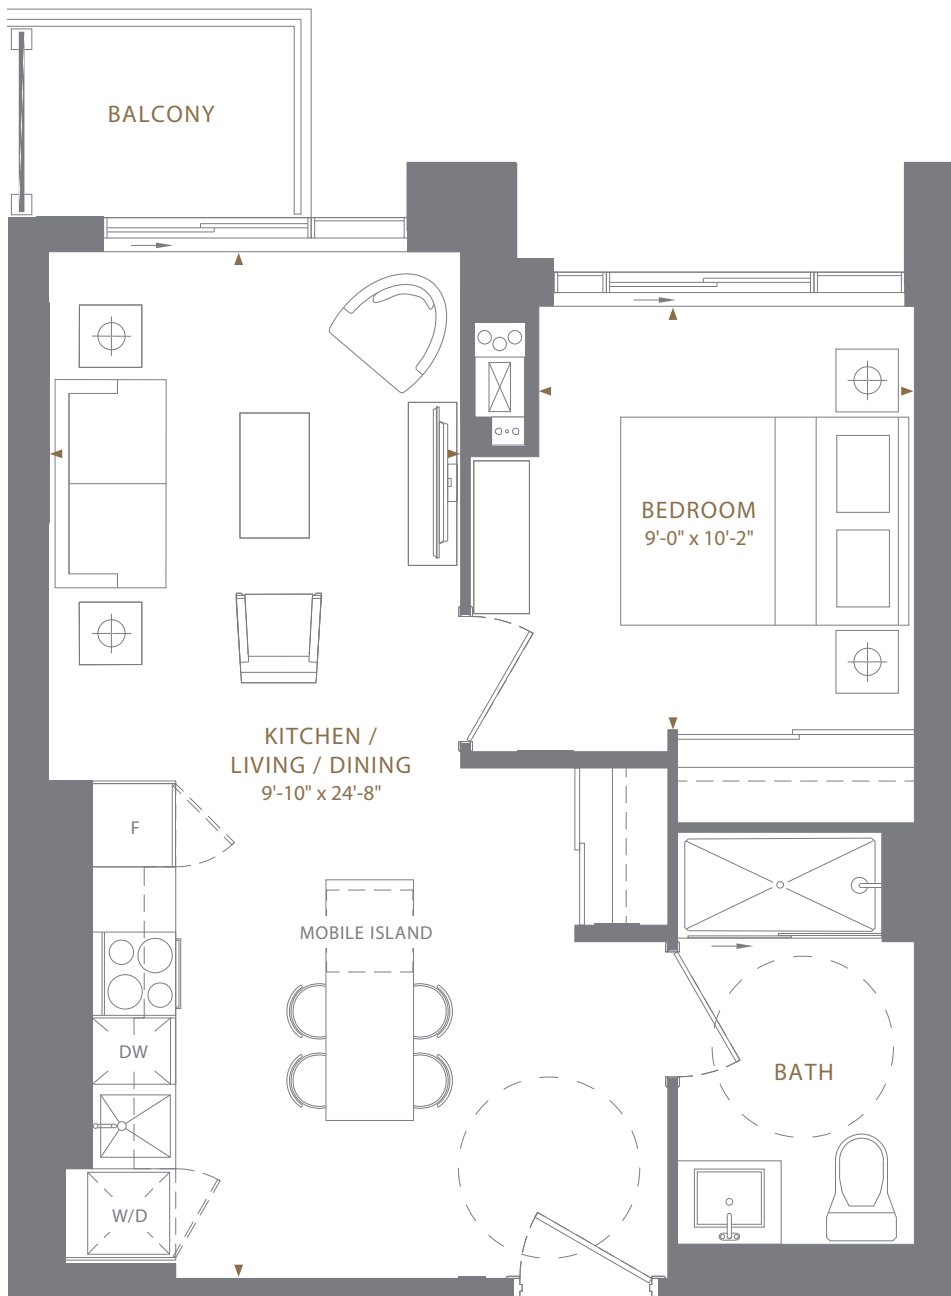 BALCONY
BEDROOM
9'-0" x 10'-2"
KITCHEN /
LIVING / DINING
9'-10" x 24'-8"
F
MOBILE ISLAND
DW
BATH
W/D